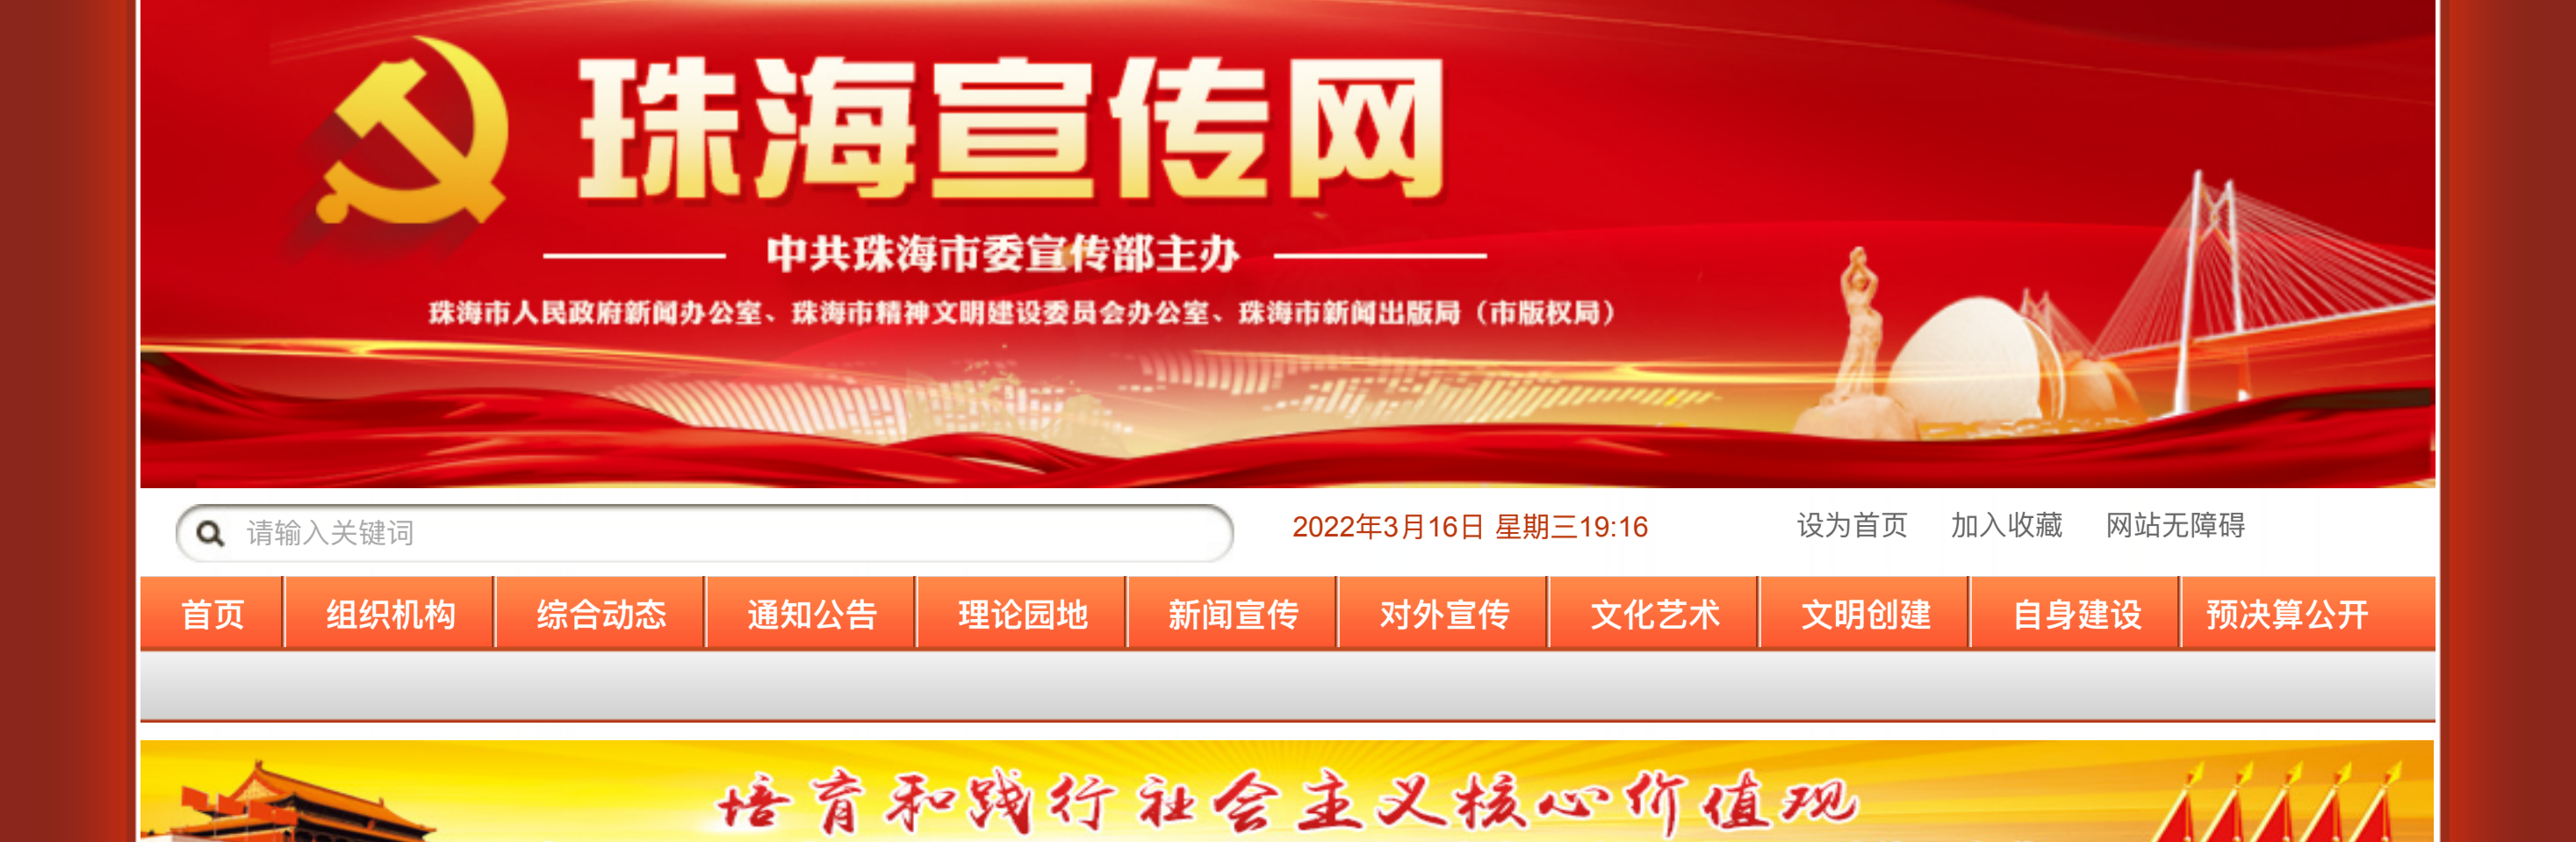 珠海宣传网
中共珠海市委宣传部主办
珠海市人民政府新闻办公室、珠海市精神文明建设委员会办公室、珠海市新闻出版局（市版权局）
请输入关键词
2022年3月16日 星期三19:16
设为首页 加入收藏 网站无障碍
首页 组织机构 综合动态 通知公告 理论园地 新闻宣传 对外宣传 文化艺术 文明创建 自身建设 预决算公开
培育和践行社会主义核心价值观